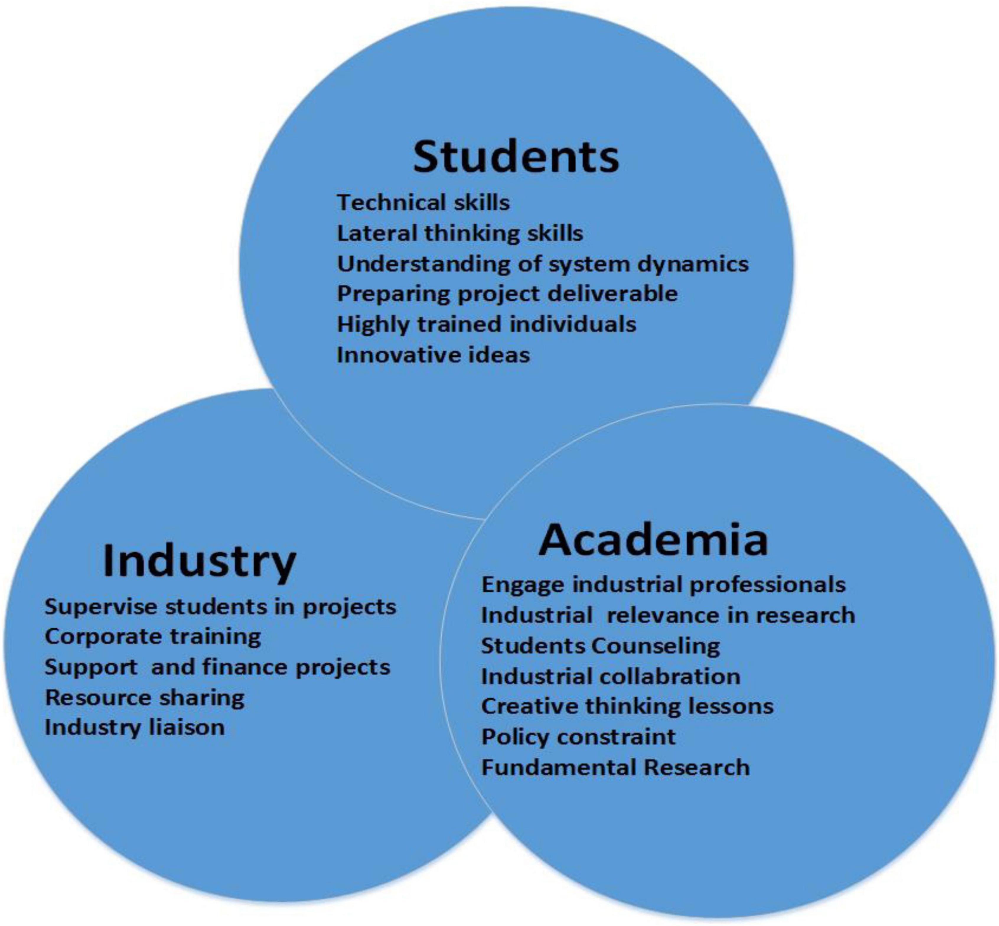 Students
Technical skills
Lateral thinking skills
Understanding of system dynamics
Preparing project deliverable
Highly trained individuals
Innovative ideas
Industry
Supervise students in projects
Corporate training
Support and finance projects
Resource sharing
Industry liaison
Academia
Engage industrial professionals
Industrial relevance in research
Students Counseling
Industrial collabration
Creative thinking lessons
Policy constraint
Fundamental Research